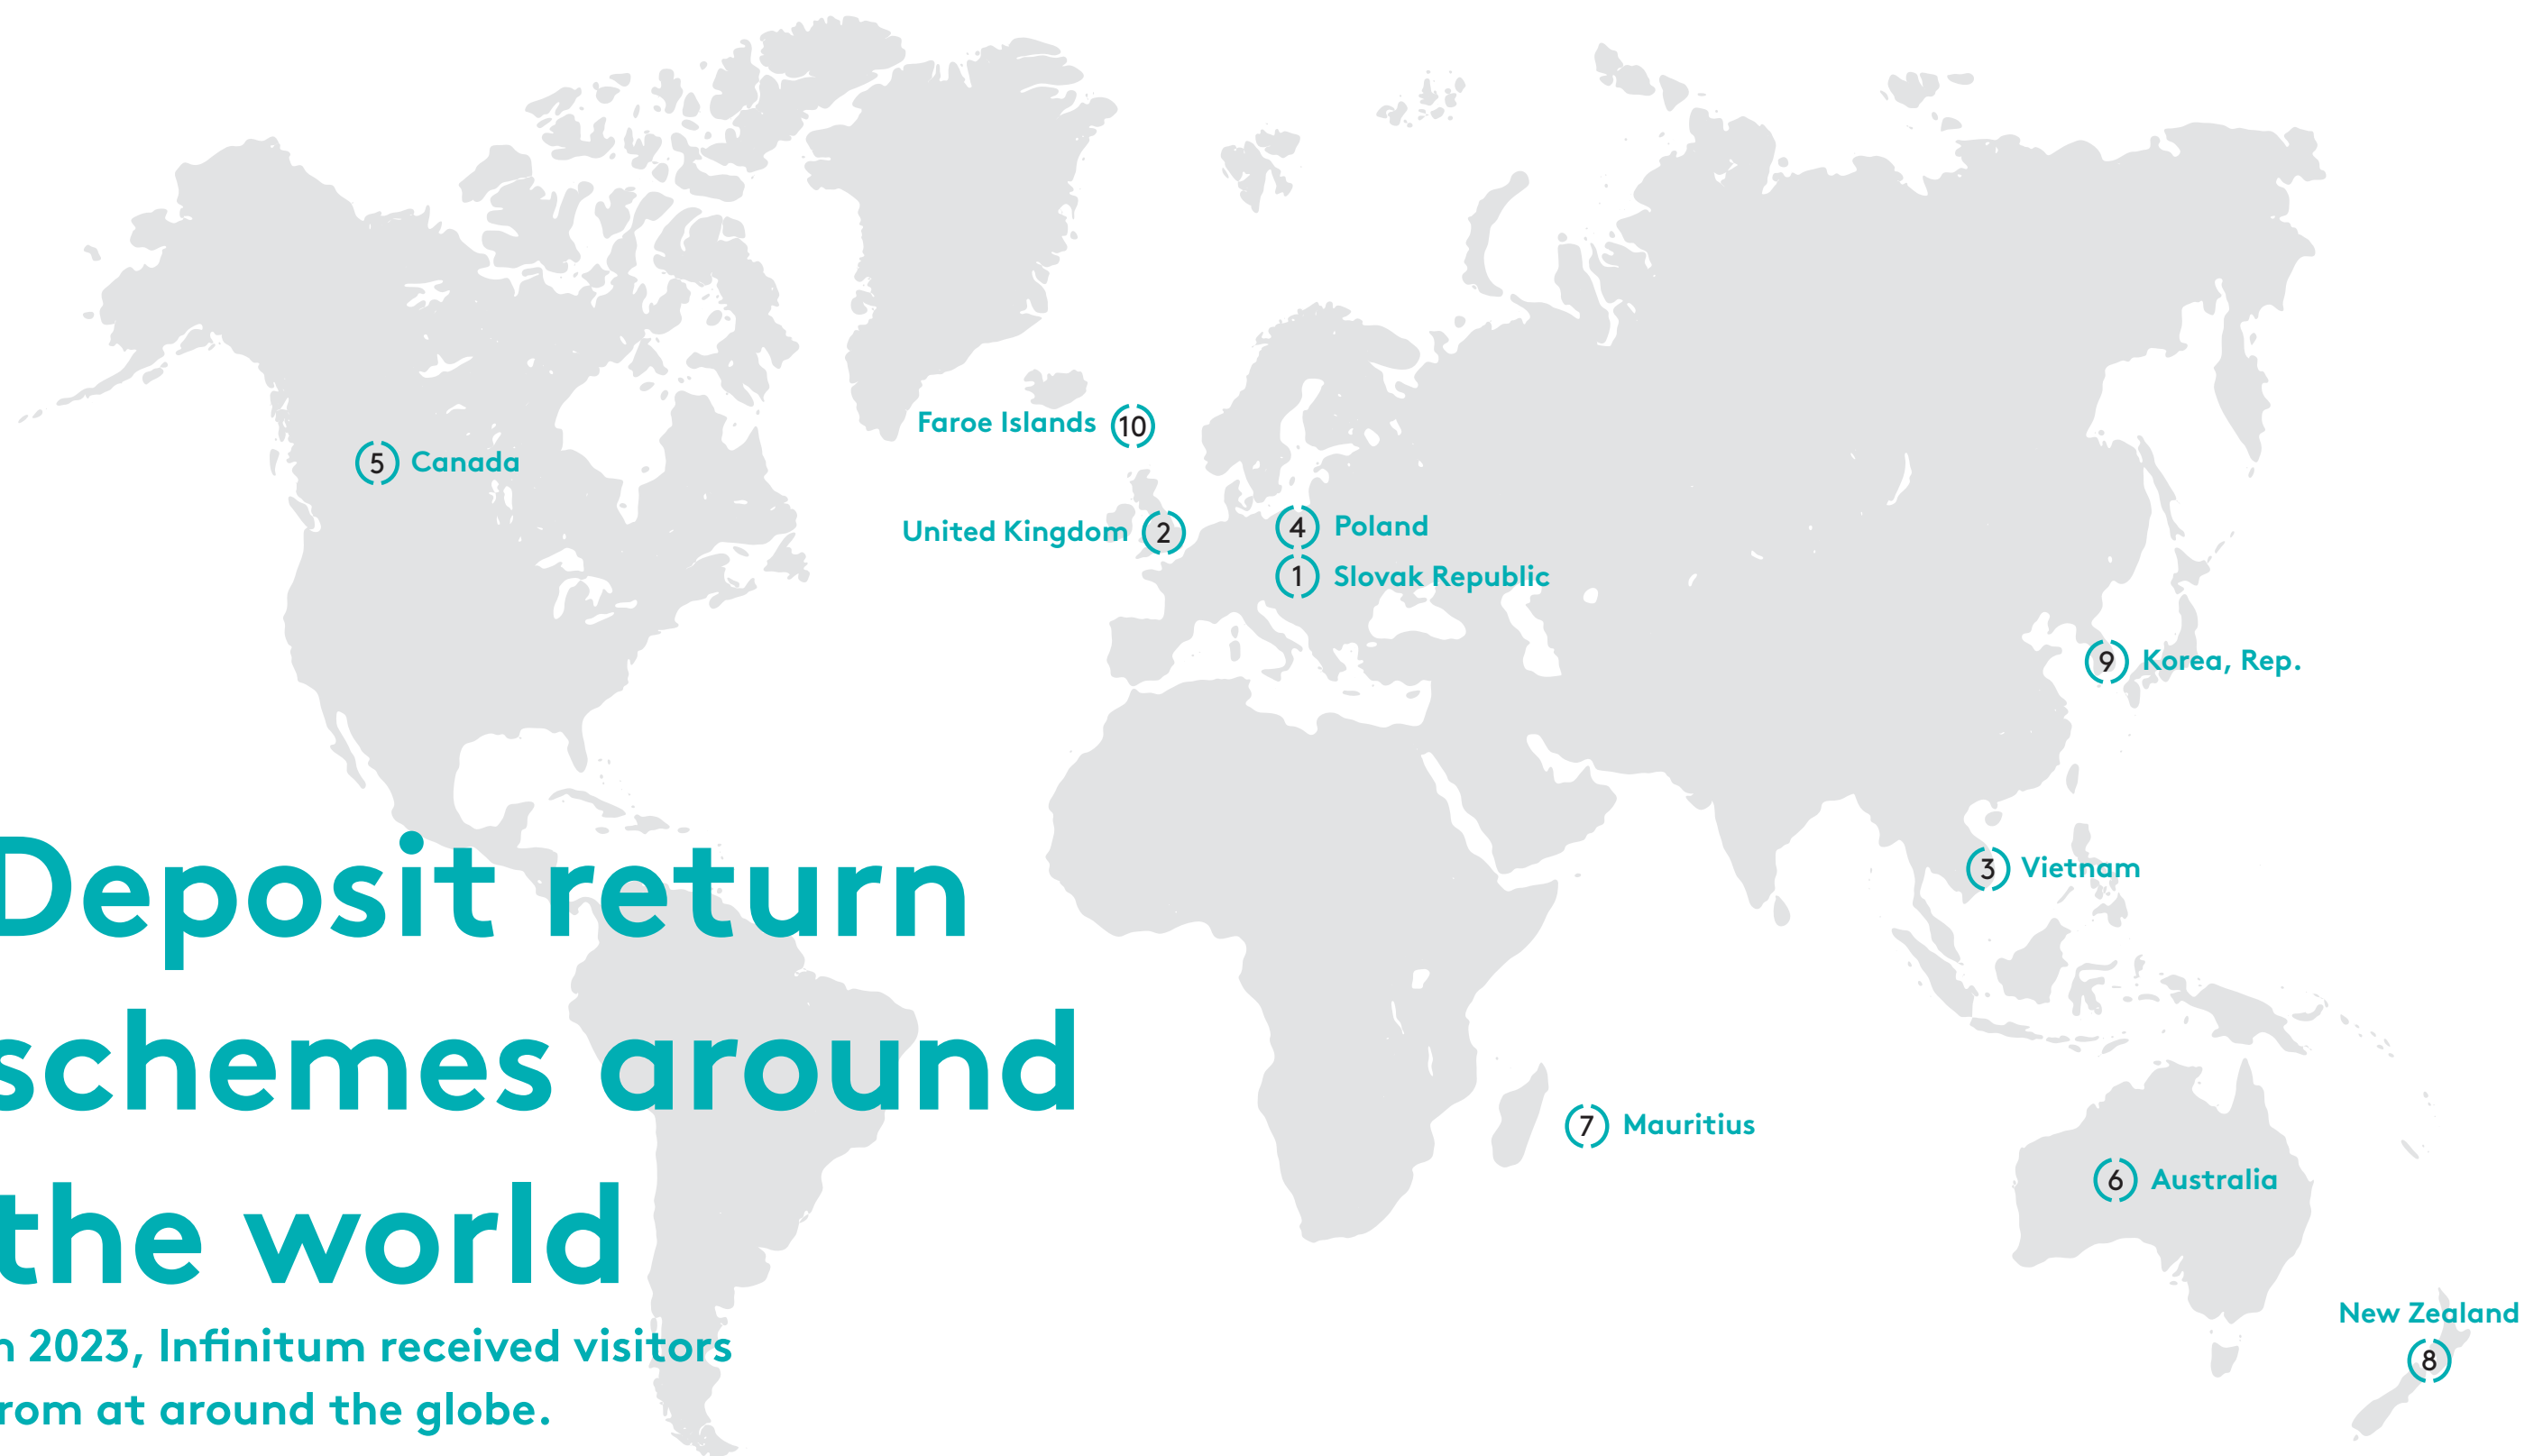 Faroe Islands 10
5 Canada
United Kingdom 2
4 Poland
1 Slovak Republic
9 Korea, Rep.
3 Vietnam
Deposit return
schemes around
the world
7 Mauritius
6 Australia
New Zealand
8
n 2023, Infinitum received visitors
rom at around the globe.